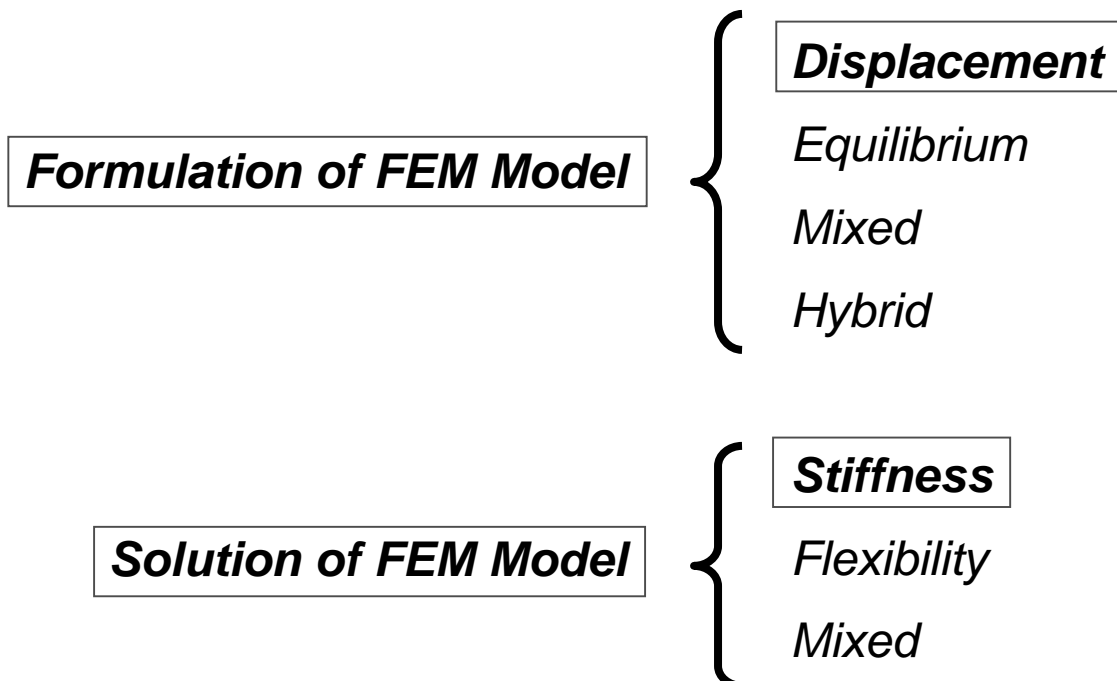 Formulation of FEM Model
Displacement
Equilibrium
Mixed
Hybrid
Solution of FEM Model
Stiffness
Flexibility
Mixed